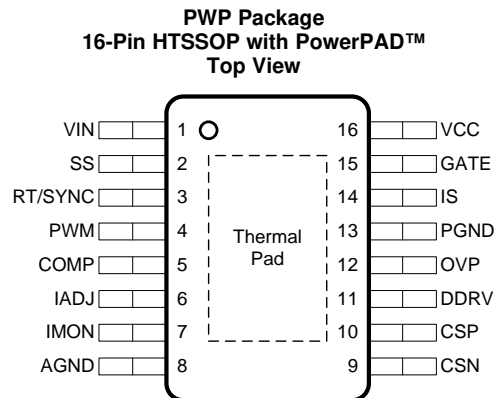 PWP Package
16-Pin HTSSOP with PowerPAD™
Top View
VIN 1 16 VCC
SS 2 15 GATE
RT/SYNC 3 14 IS
PWM 4 13 PGND
Thermal
Pad
COMP 5 12 OVP
IADJ 6 11 DDRV
IMON 7 10 CSP
AGND 8 9 CSN